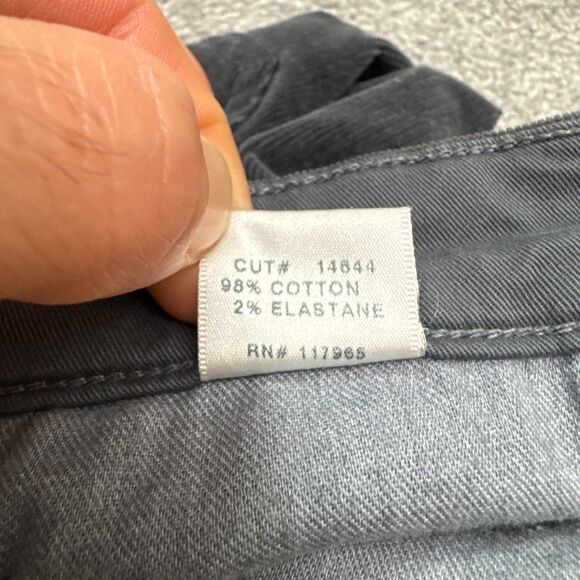 CUT# 14644
98% COTTON
2% ELASTANE
RN# 117965